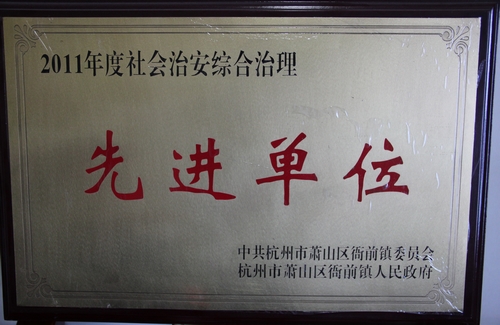 2011年度社会治安综合治理
先进单位
中共杭州市萧山区衙前镇委员会
杭州市萧山区衙前镇人民政府